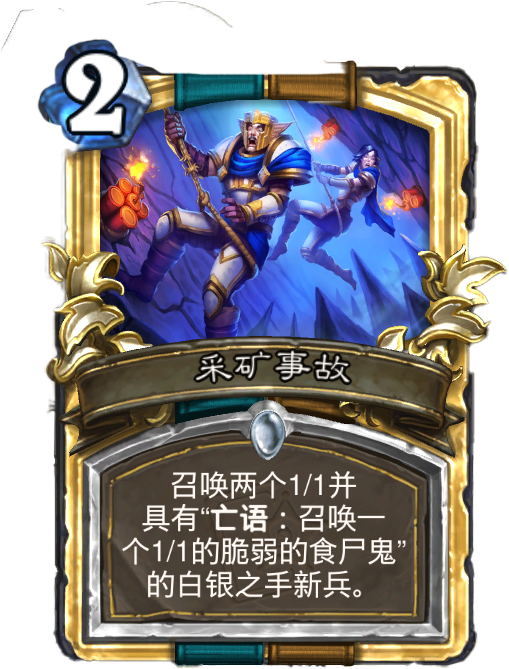 2
采矿事故
召唤两个1/1并
具有“亡语：召唤一
个1/1的脆弱的食尸鬼”
的白银之手新兵。